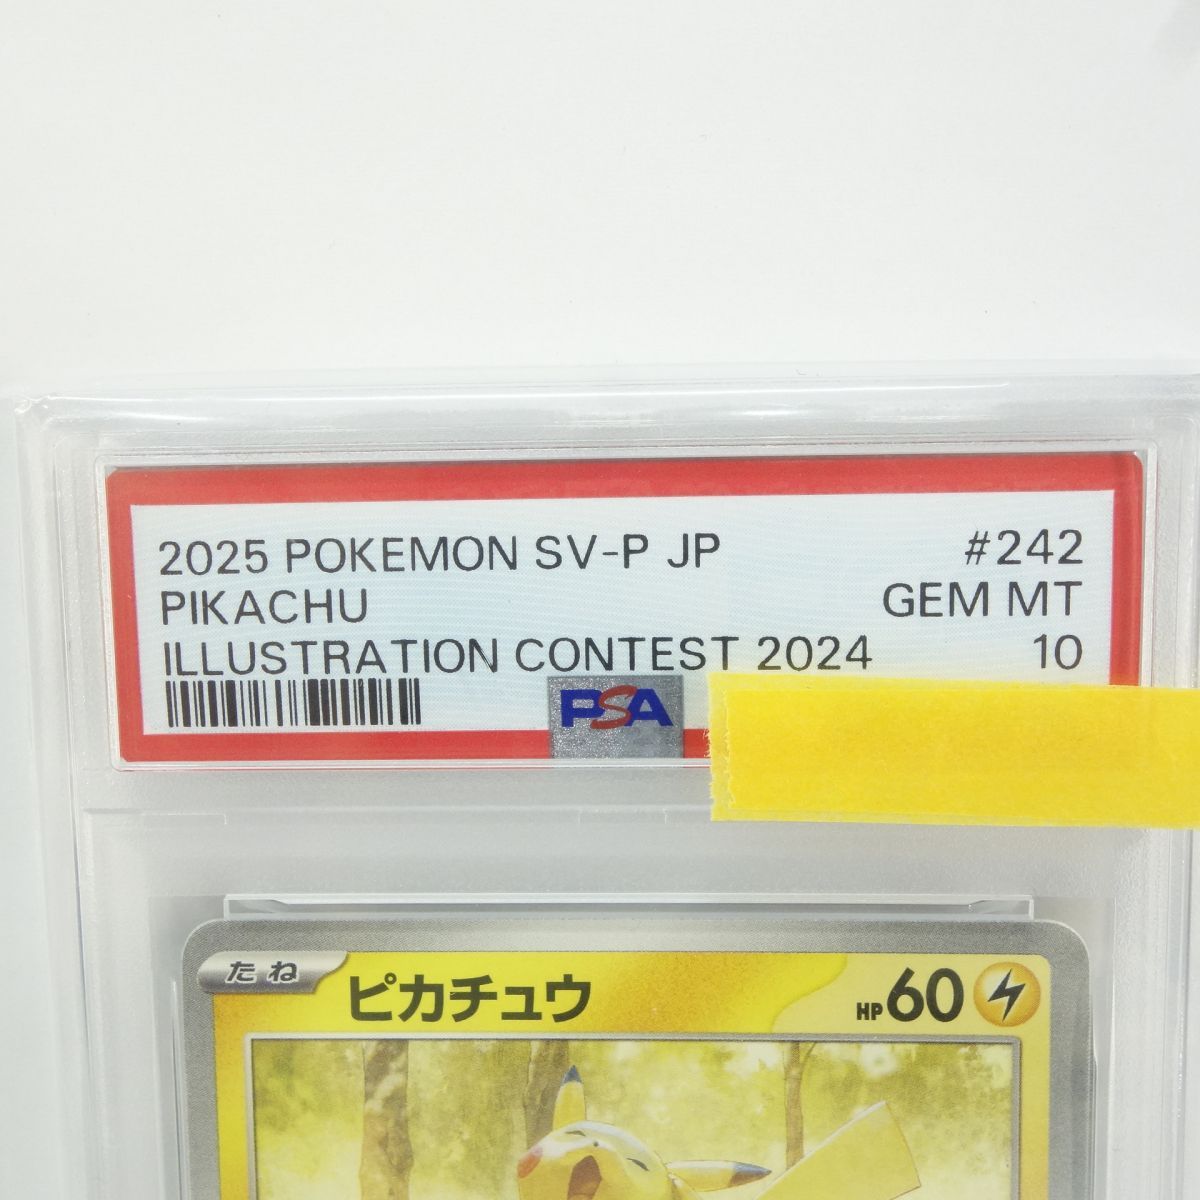 2025 POKEMON SV-P JP #242
PIKACHU GEM MT
ILLUSTRATION CONTEST 2024 10
PSA
たね ピカチュウ HP60